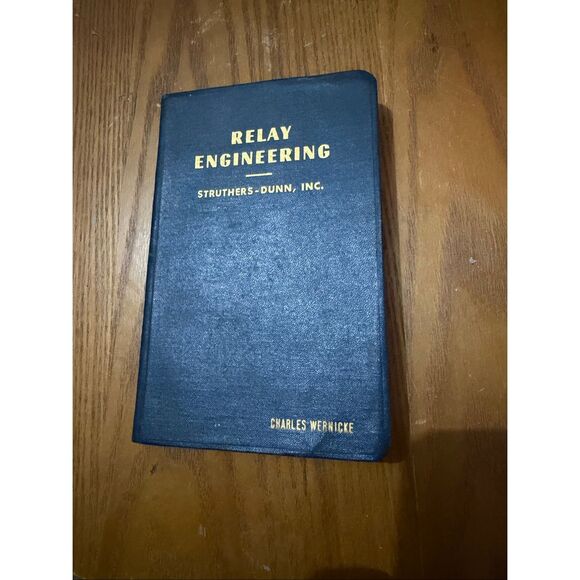 RELAY
ENGINEERING
STRUTHERS-DUNN, INC.
CHARLES WERNICKE